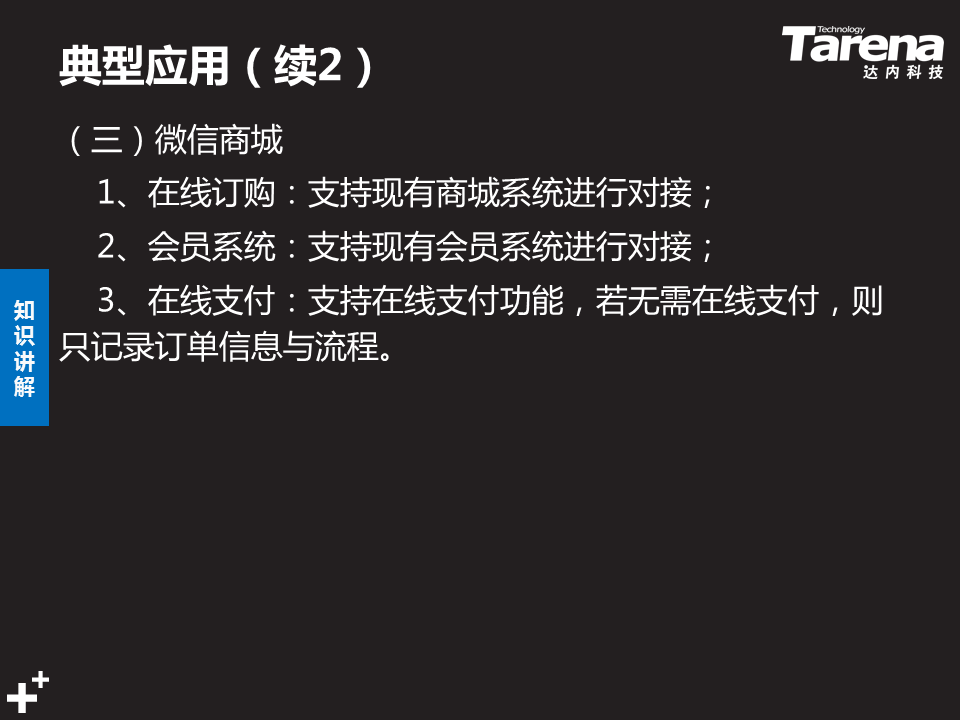 典型应用（续2）
Technology
Tarena
达内科技
（三）微信商城
1、在线订购：支持现有商城系统进行对接；
2、会员系统：支持现有会员系统进行对接；
3、在线支付：支持在线支付功能，若无需在线支付，则
只记录订单信息与流程。
知
识
讲
解